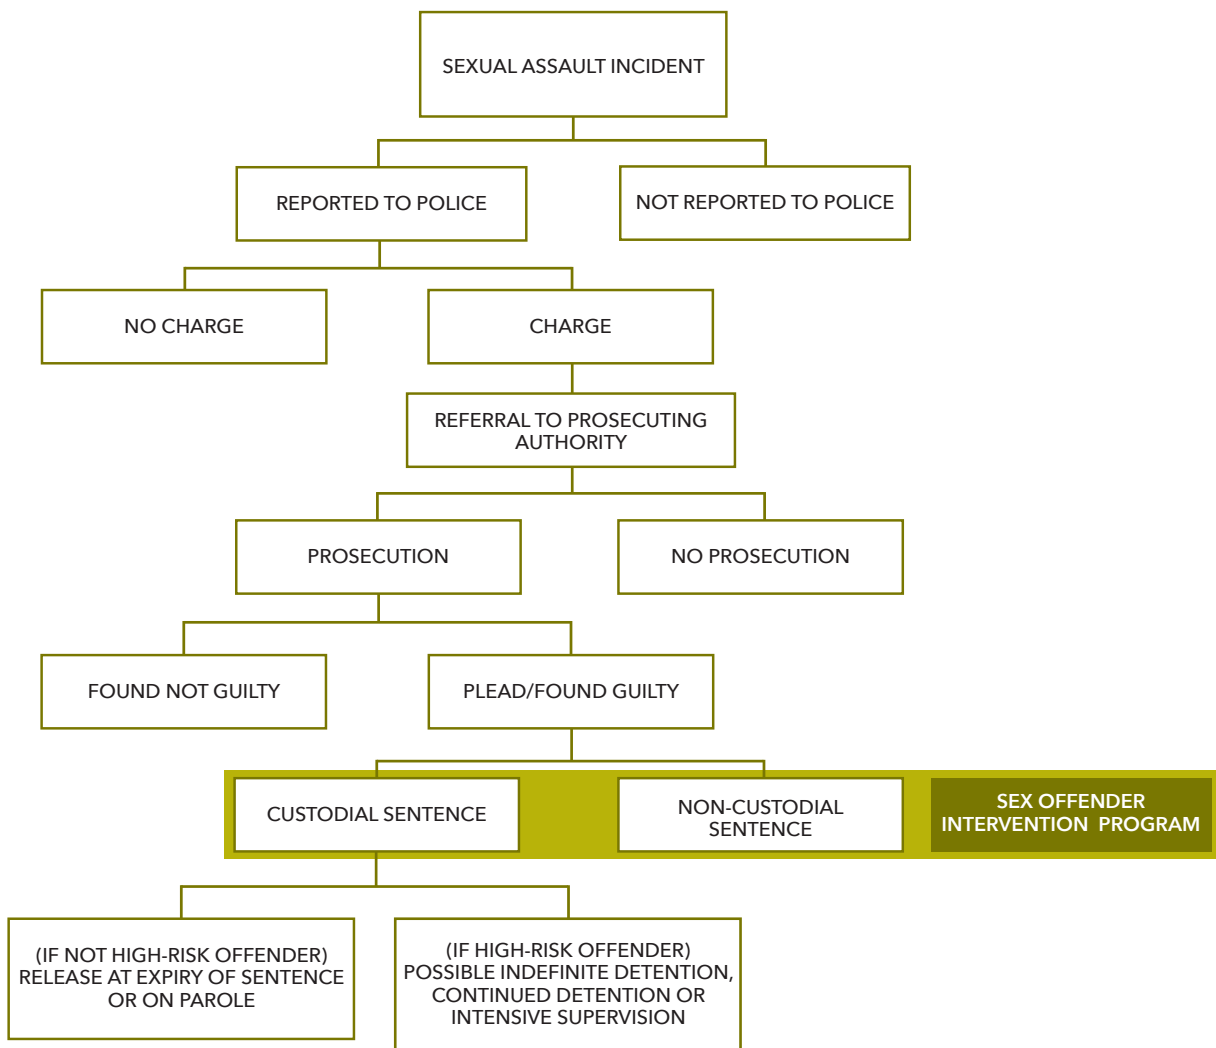 SEXUAL ASSAULT INCIDENT
REPORTED TO POLICE
NOT REPORTED TO POLICE
NO CHARGE
CHARGE
REFERRAL TO PROSECUTING
AUTHORITY
PROSECUTION
NO PROSECUTION
FOUND NOT GUILTY
PLEAD/FOUND GUILTY
CUSTODIAL SENTENCE
NON-CUSTODIAL
SENTENCE
SEX OFFENDER
INTERVENTION PROGRAM
(IF NOT HIGH-RISK OFFENDER)
RELEASE AT EXPIRY OF SENTENCE
OR ON PAROLE
(IF HIGH-RISK OFFENDER)
POSSIBLE INDEFINITE DETENTION,
CONTINUED DETENTION OR
INTENSIVE SUPERVISION